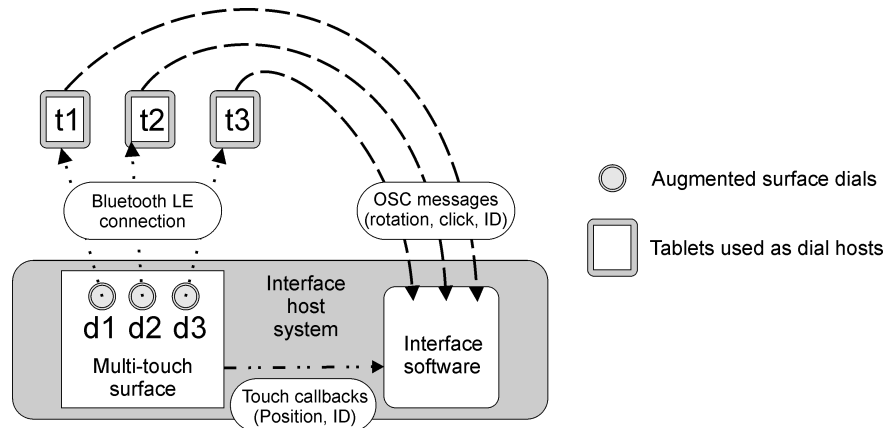 t1
t2
t3
Bluetooth LE
connection
OSC messages
(rotation, click, ID)
Augmented surface dials
Tablets used as dial hosts
Interface
host
system
d1 d2 d3
Multi-touch
surface
Interface
software
Touch callbacks
(Position, ID)